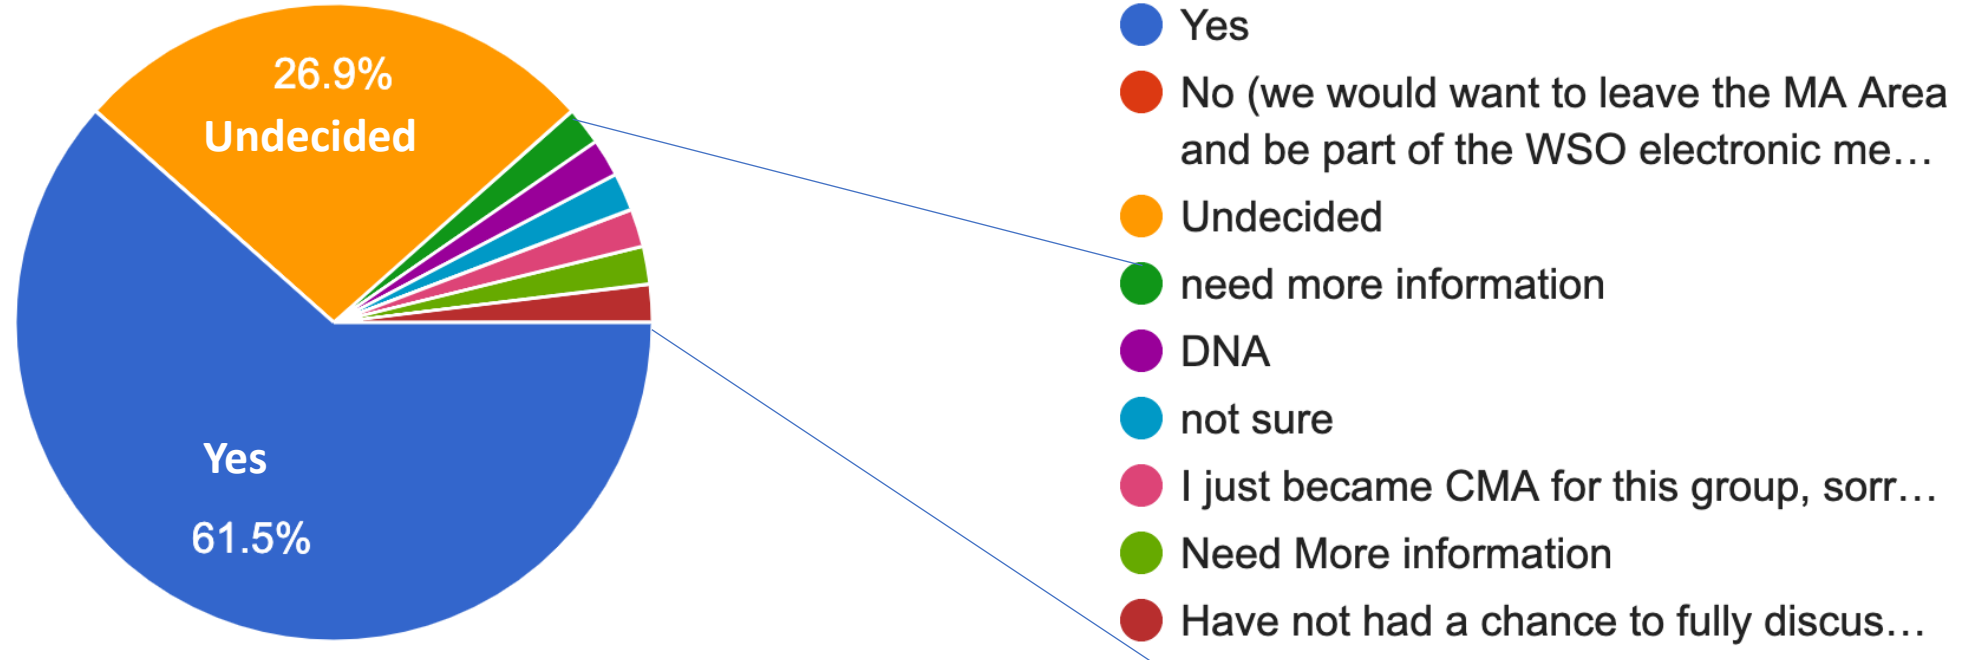 26.9%
Undecided
Yes
61.5%
Yes
No (we would want to leave the MA Area
and be part of the WSO electronic me…
Undecided
need more information
DNA
not sure
I just became CMA for this group, sorr…
Need More information
Have not had a chance to fully discus…